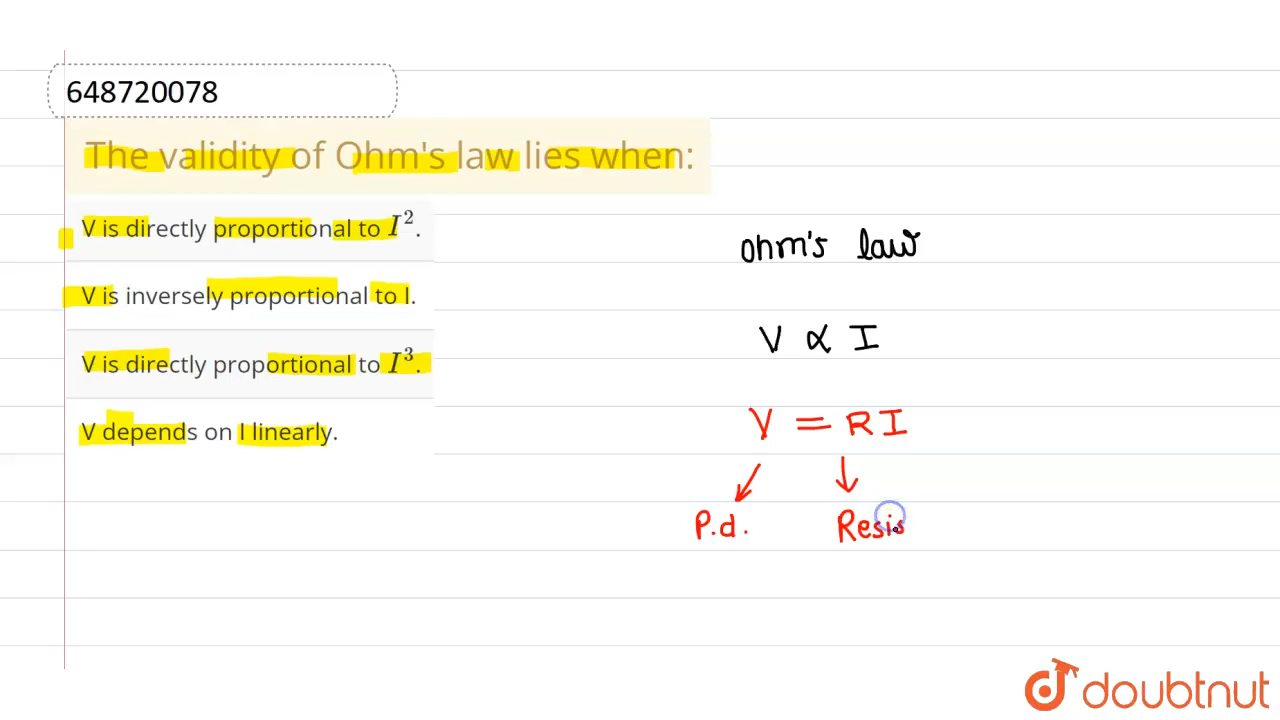 648720078
The validity of Ohm's law lies when:
V is directly proportional to I².
V is inversely proportional to I.
V is directly proportional to I³.
V depends on I linearly.
ohm's law
V ∝ I
V = RI
P.d. Resis
doubtnut